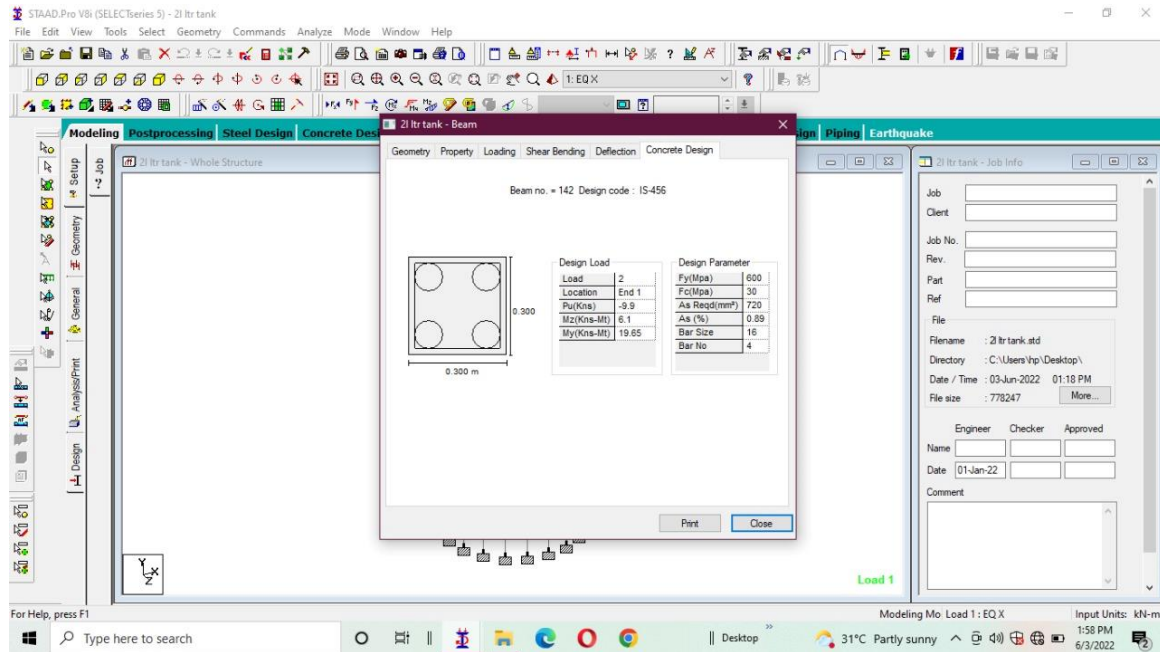 STAAD.Pro V8i (SELECTseries 5) - 2l ltr tank
File Edit View Tools Select Geometry Commands Analyze Mode Window Help
1: EQ X
Modeling Postprocessing Steel Design Concrete Des
ign Piping Earthquake
Job
Setup
Geometry
General
Analysis/Print
Design
2l ltr tank - Whole Structure
2l ltr tank - Beam
Geometry Property Loading Shear Bending Deflection Concrete Design
Beam no. = 142 Design code : IS-456
0.300
0.300 m
Design Load
Load 2
Location End 1
Pu(Kns) -9.9
Mz(Kns-Mt) 6.1
My(Kns-Mt) 19.65
Design Parameter
Fy(Mpa) 600
Fc(Mpa) 30
As Reqd(mm²) 720
As (%) 0.89
Bar Size 16
Bar No 4
Print Close
Y
X
Z
Load 1
2l ltr tank - Job Info
Job
Client
Job No.
Rev.
Part
Ref
File
Filename : 2l ltr tank.std
Directory : C:\Users\hp\Desktop\
Date / Time : 03-Jun-2022 01:18 PM
File size : 778247 More...
Engineer Checker Approved
Name
Date 01-Jan-22
Comment
For Help, press F1
Modeling Mo Load 1 : EQ X Input Units: kN-m
Type here to search
Desktop
31°C Partly sunny
1:58 PM
6/3/2022
2